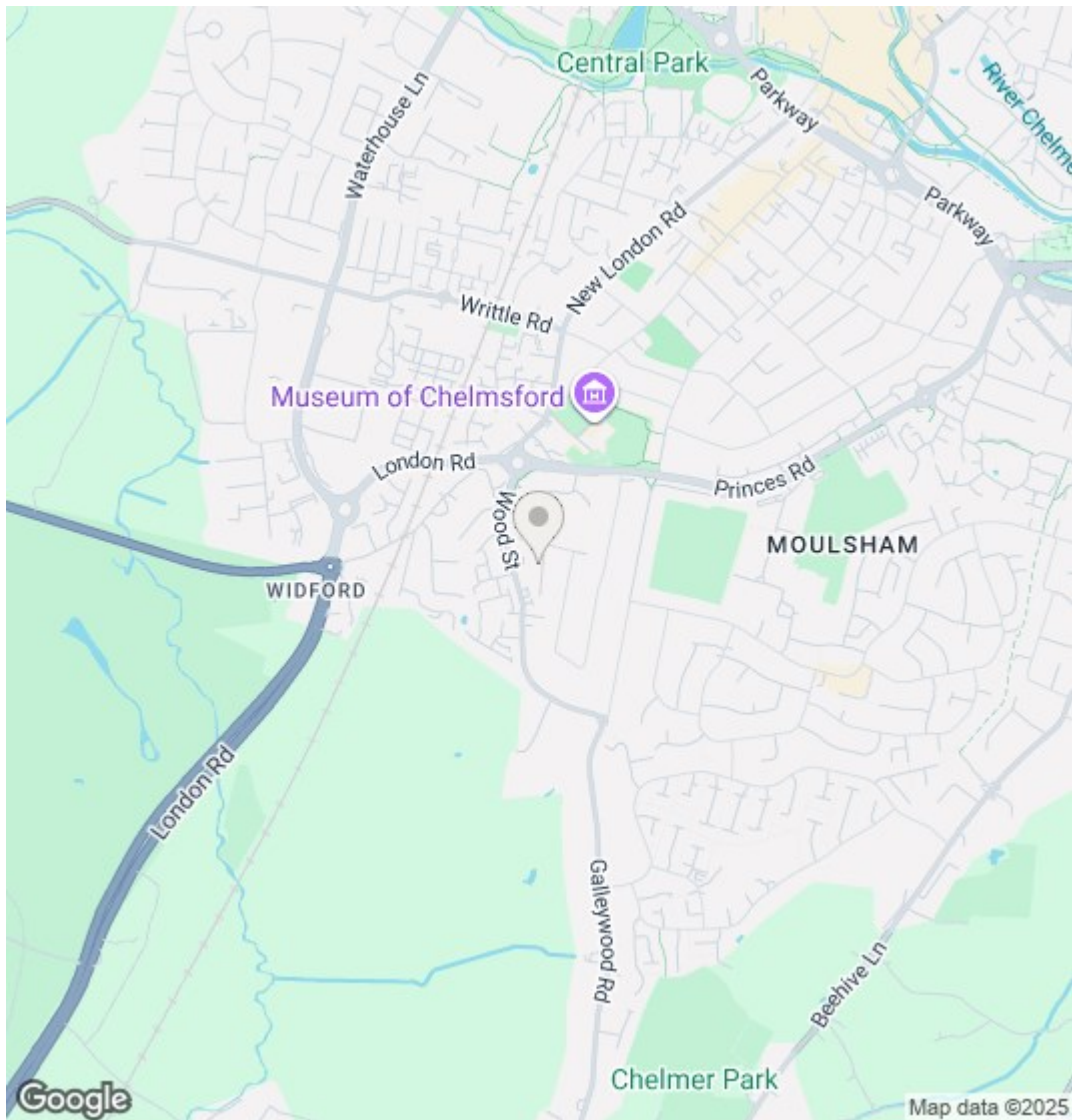 Central Park
Parkway
River Chelme
Waterhouse Ln
Parkway
New London Rd
Writtle Rd
Museum of Chelmsford
London Rd
Princes Rd
Wood St
MOULSHAM
WIDFORD
London Rd
Galleywood Rd
Beehive Ln
Chelmer Park
Google
Map data ©2025